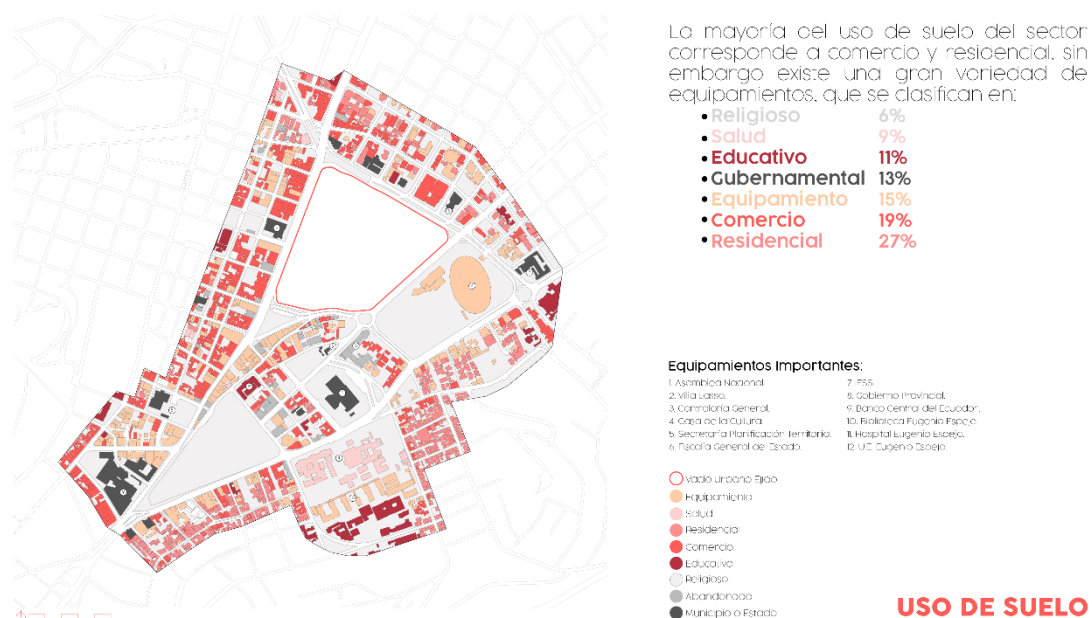 La mayoría del uso de suelo del sector
corresponde a comercio y residencial, sin
embargo existe una gran variedad de
equipamientos, que se clasifican en:
• Religioso 6%
• Salud 9%
• Educativo 11%
• Gubernamental 13%
• Equipamiento 15%
• Comercio 19%
• Residencial 27%
Equipamientos Importantes:
1. Asamblea Nacional.
2. Villa Lasso.
3. Contraloría General.
4. Casa de la Cultura.
5. Secretaría Planificación Territorial.
6. Fiscalía General del Estado.
7. IESS.
8. Gobierno Provincial.
9. Banco Central del Ecuador.
10. Biblioteca Eugenio Espejo.
11. Hospital Eugenio Espejo.
12. U.E. Eugenio Espejo.
Vacío Urbano Ejido
Equipamiento
Salud
Residencial
Comercio
Educativo
Religioso
Abandonado
Municipio o Estado
USO DE SUELO